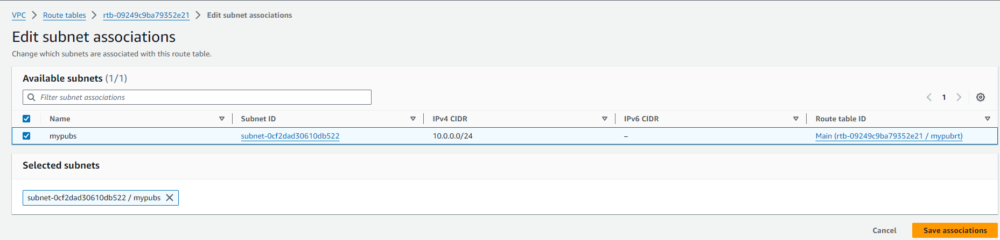 VPC > Route tables > rtb-09249c9ba79352e21 > Edit subnet associations
Edit subnet associations
Change which subnets are associated with this route table.
Available subnets (1/1)
Filter subnet associations
1
Name Subnet ID IPv4 CIDR IPv6 CIDR Route table ID
mypubs subnet-0cf2dad30610db522 10.0.0.0/24 – Main (rtb-09249c9ba79352e21 / mypubrt)
Selected subnets
subnet-0cf2dad30610db522 / mypubs
Cancel Save associations